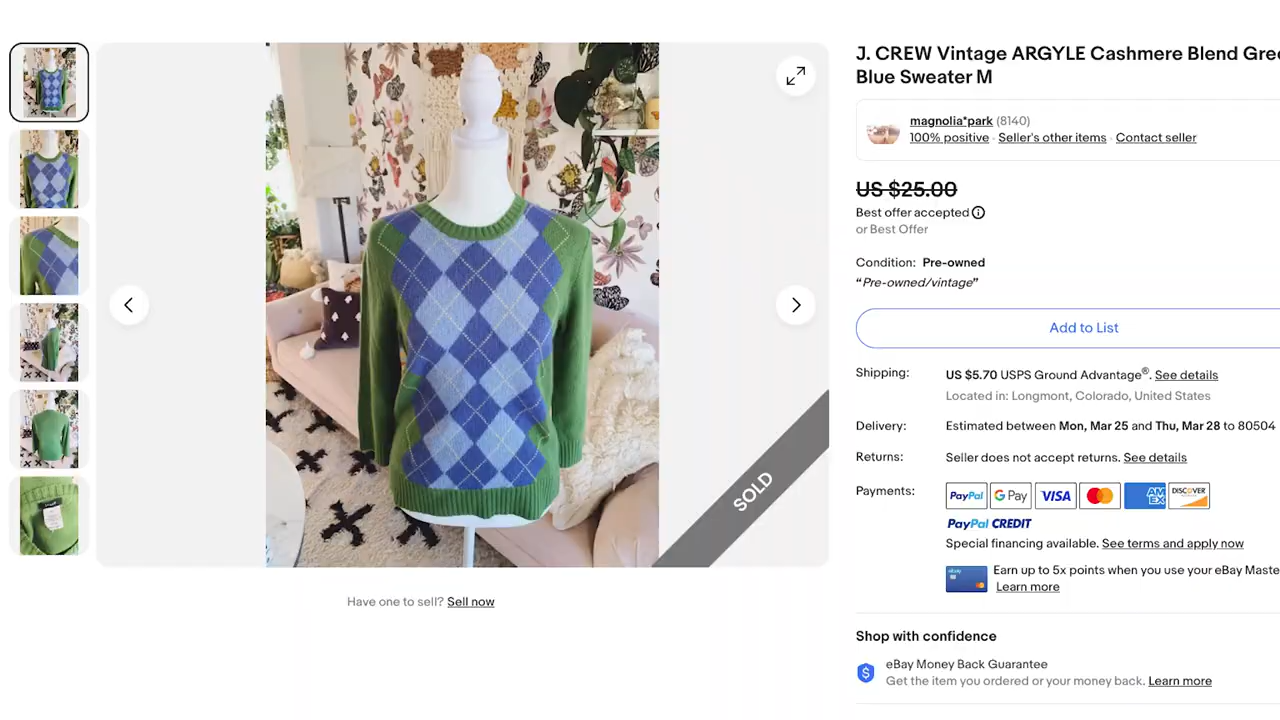 J. CREW Vintage ARGYLE Cashmere Blend Gre
Blue Sweater M
magnolia*park (8140)
100% positive · Seller's other items · Contact seller
US $25.00
Best offer accepted
or Best Offer
Condition: Pre-owned
“Pre-owned/vintage”
Add to List
Shipping: US $5.70 USPS Ground Advantage®. See details
Located in: Longmont, Colorado, United States
Delivery: Estimated between Mon, Mar 25 and Thu, Mar 28 to 80504
Returns: Seller does not accept returns. See details
Payments: PayPal G Pay VISA AM EX DISCOVER
PayPal CREDIT
Special financing available. See terms and apply now
Earn up to 5x points when you use your eBay Maste
Learn more
SOLD
Have one to sell? Sell now
Shop with confidence
eBay Money Back Guarantee
Get the item you ordered or your money back. Learn more